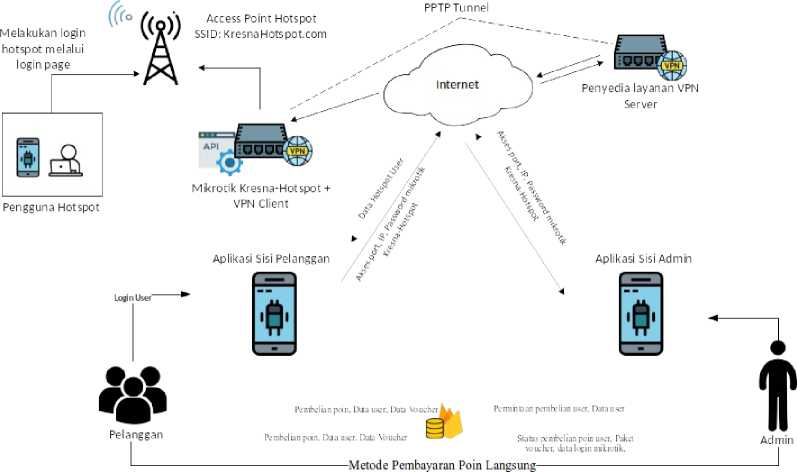 PPTP Tunnel
Access Point Hotspot
SSID: KresnaHotspot.com
Melakukan login
hotspot melalui
login page
Internet
VPN
Penyedia layanan VPN
Server
API
VPN
Mikrotik Kresna-Hotspot +
VPN Client
Pengguna Hotspot
Data Hotspot User
Akses port, IP, Password mikrotik
Kresna-Hotspot
Akses port, IP, Password mikrotik
Kresna-Hotspot
Aplikasi Sisi Pelanggan
Aplikasi Sisi Admin
Login User
Pembelian poin, Data user, Data Voucher
Permintaan pembelian user, Data user
Pelanggan
Pembelian poin, Data user, Data Voucher
Status pembelian poin user, Paket
voucher, data login mikrotik,
Admin
Metode Pembayaran Poin Langsung